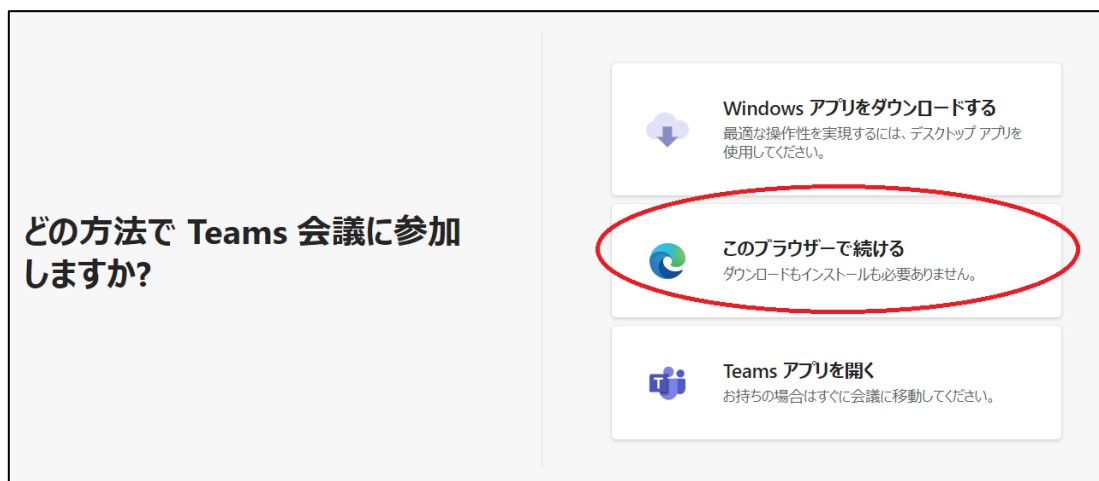 どの方法で Teams 会議に参加
しますか?
Windows アプリをダウンロードする
最適な操作性を実現するには、デスクトップ アプリを
使用してください。
このブラウザーで続ける
ダウンロードもインストールも必要ありません。
Teams アプリを開く
お持ちの場合はすぐに会議に移動してください。